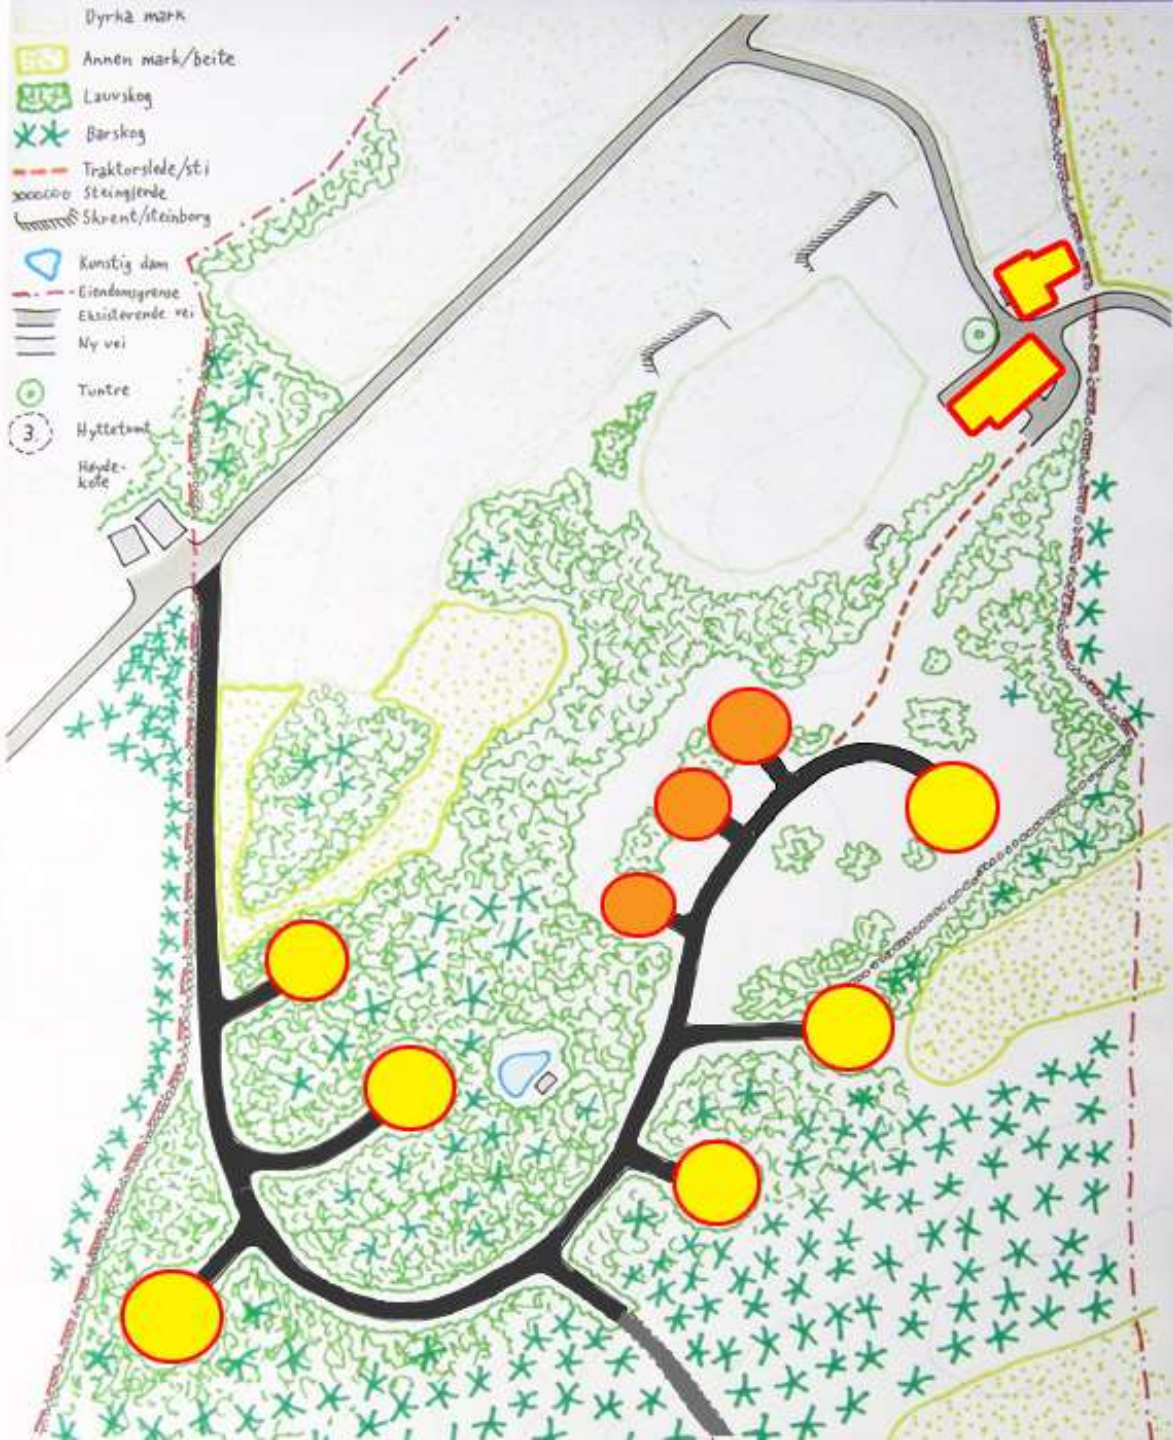 Dyrka mark
Annen mark/beite
Lauvskog
Barskog
Traktorslede/sti
Steingjerde
Skrent/steinborg
Kunstig dam
Eiendomsgrense
Eksisterende vei
Ny vei
Tuntre
3. Hyttetomt
Høyde-
kote